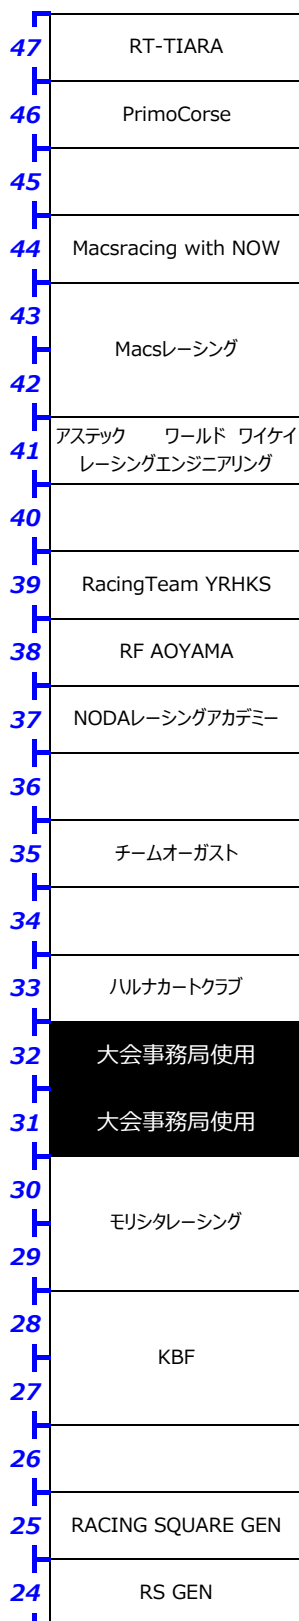 47
RT-TIARA
46
PrimoCorse
45
44
Macsracing with NOW
43
Macsレーシング
42
41
アステック ワールド ワイケイ
レーシングエンジニアリング
40
39
RacingTeam YRHKS
38
RF AOYAMA
37
NODAレーシングアカデミー
36
35
チームオーガスト
34
33
ハルナカートクラブ
32
大会事務局使用
31
大会事務局使用
30
モリシタレーシング
29
28
KBF
27
26
25
RACING SQUARE GEN
24
RS GEN